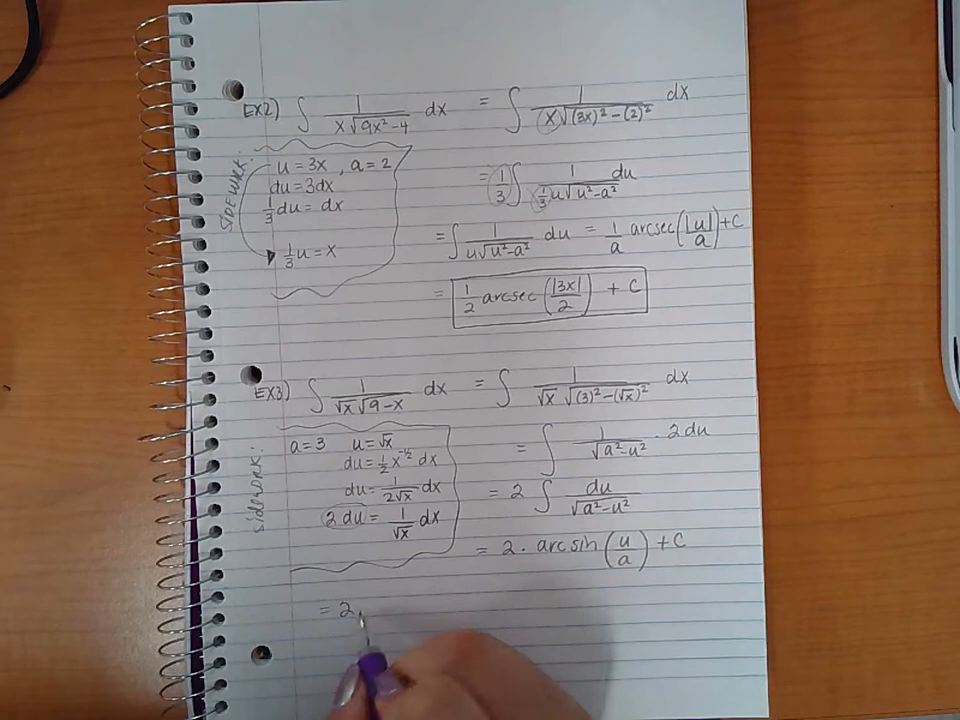 EX2) ∫ 1/(x√(9x²-4)) dx = ∫ 1/(x√((3x)²-(2)²)) dx
SIDEWORK:
u = 3x , a = 2
du = 3dx
1/3 du = dx
1/3 u = x
= 1/3 ∫ 1/(1/3 u√(u²-a²)) du
= ∫ 1/(u√(u²-a²)) du = 1/a arcsec(|u|/a) + C
= 1/2 arcsec(|3x|/2) + C
EX3) ∫ 1/(√x √(9-x)) dx = ∫ 1/(√x √((3)²-(√x)²)) dx
sidework:
a = 3 u = √x
du = 1/2 x^(-1/2) dx
du = 1/(2√x) dx
2 du = 1/√x dx
= ∫ 1/√(a²-u²) · 2 du
= 2 ∫ du/√(a²-u²)
= 2 · arcsin(u/a) + C
= 2